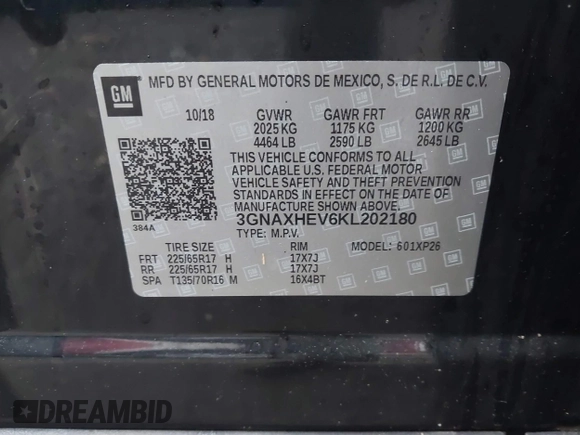 GM MFD BY GENERAL MOTORS DE MEXICO, S. DE R.L. DE C.V.
10/18 GVWR GAWR FRT GAWR RR
2025 KG 1175 KG 1200 KG
4464 LB 2590 LB 2645 LB
THIS VEHICLE CONFORMS TO ALL
APPLICABLE U.S. FEDERAL MOTOR
VEHICLE SAFETY AND THEFT PREVENTION
STANDARDS IN EFFECT ON THE DATE OF
MANUFACTURE SHOWN ABOVE.
384A
3GNAXHEV6KL202180
TYPE: M.P.V. MODEL: 601XP26
TIRE SIZE RIM
FRT 225/65R17 H 17X7J
RR 225/65R17 H 17X7J
SPA T135/70R16 M 16X4BT
DREAMBID